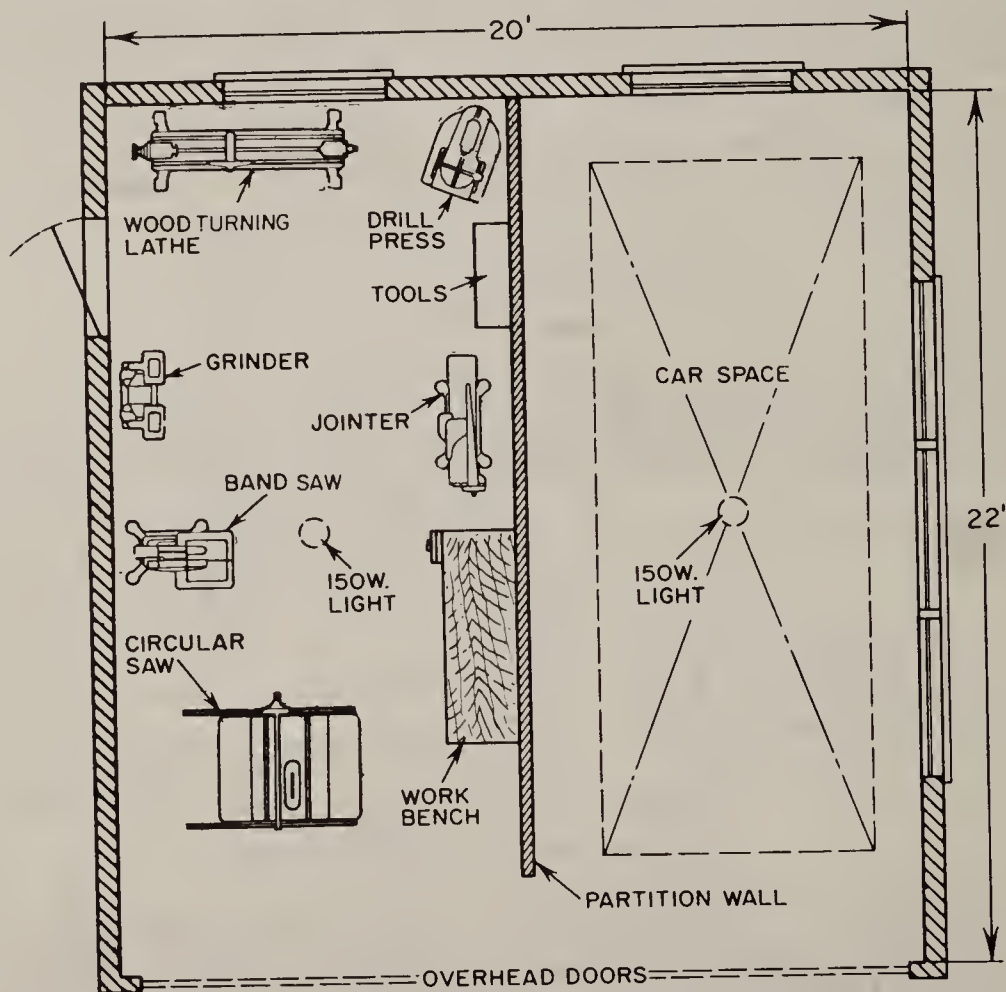 20'
WOOD TURNING
LATHE
DRILL
PRESS
TOOLS
GRINDER
CAR SPACE
JOINTER
BAND SAW
22'
150W.
LIGHT
150W.
LIGHT
CIRCULAR
SAW
WORK
BENCH
PARTITION WALL
OVERHEAD DOORS